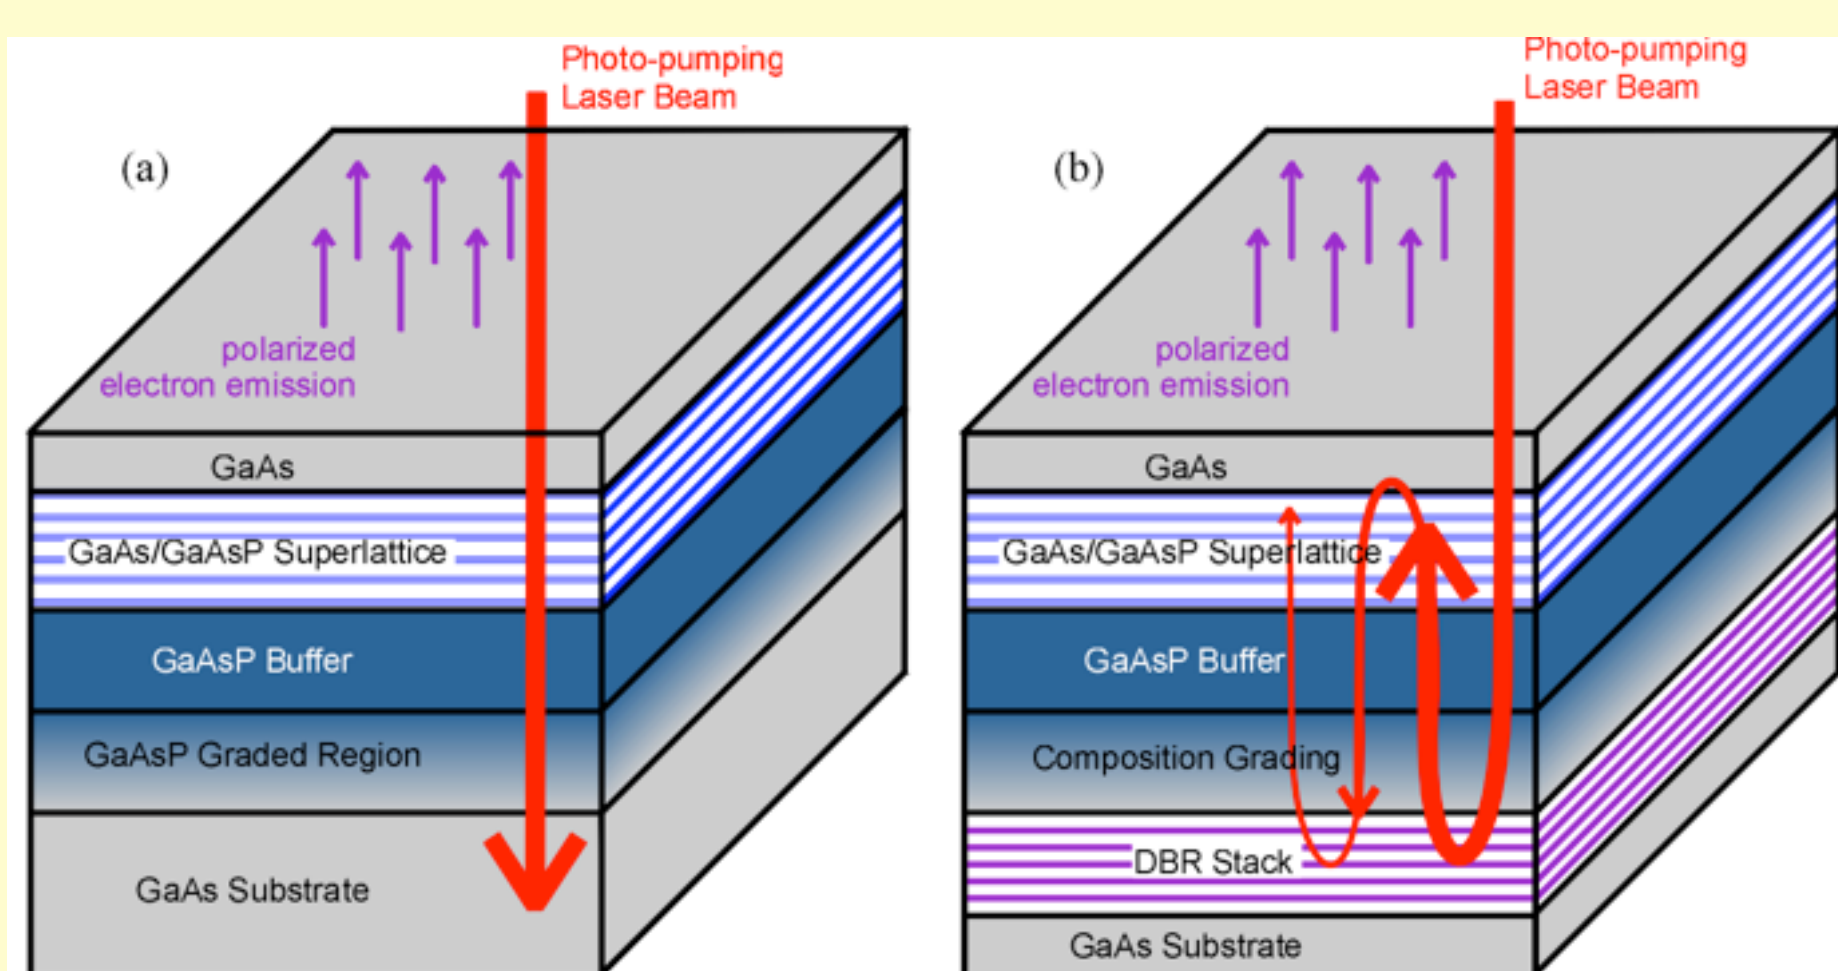 Photo-pumping
Laser Beam
(a)
polarized
electron emission
GaAs
GaAs/GaAsP Superlattice
GaAsP Buffer
GaAsP Graded Region
GaAs Substrate
Photo-pumping
Laser Beam
(b)
polarized
electron emission
GaAs
GaAs/GaAsP Superlattice
GaAsP Buffer
Composition Grading
DBR Stack
GaAs Substrate